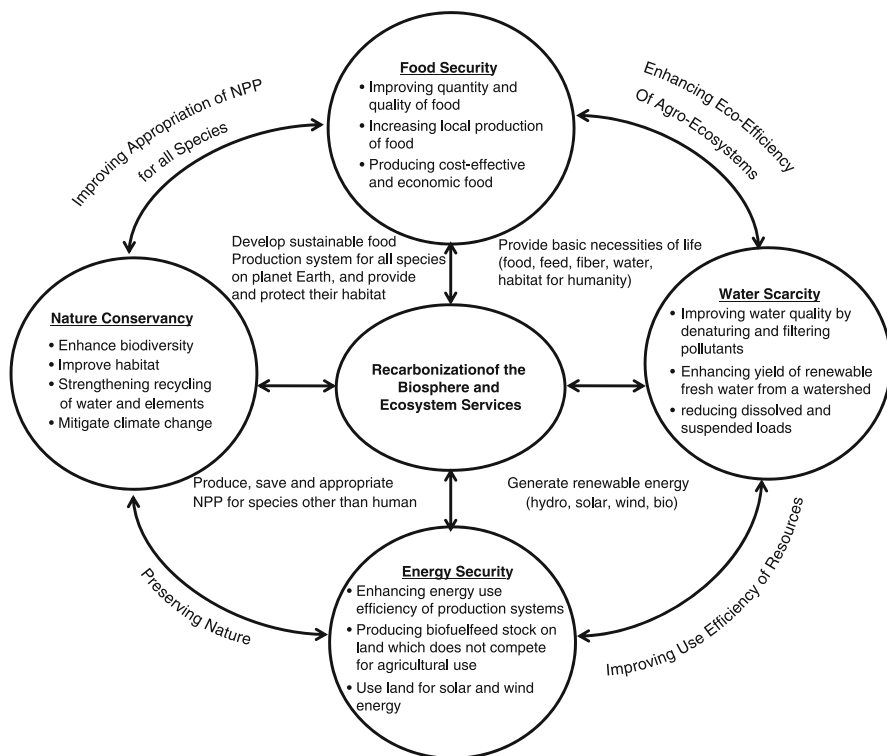 Food Security
• Improving quantity and
quality of food
• Increasing local production
of food
• Producing cost-effective
and economic food
Improving Appropriation of NPP
for all Species
Enhancing Eco-Efficiency
Of Agro-Ecosystems
Develop sustainable food
Production system for all species
on planet Earth, and provide
and protect their habitat
Provide basic necessities of life
(food, feed, fiber, water,
habitat for humanity)
Nature Conservancy
• Enhance biodiversity
• Improve habitat
• Strengthening recycling
of water and elements
• Mitigate climate change
Recarbonizationof the
Biosphere and
Ecosystem Services
Water Scarcity
• Improving water quality by
denaturing and filtering
pollutants
• Enhancing yield of renewable
fresh water from a watershed
• reducing dissolved and
suspended loads
Produce, save and appropriate
NPP for species other than human
Generate renewable energy
(hydro, solar, wind, bio)
Preserving Nature
Improving Use Efficiency of Resources
Energy Security
• Enhancing energy use
efficiency of production systems
• Producing biofuelfeed stock on
land which does not compete
for agricultural use
• Use land for solar and wind
energy